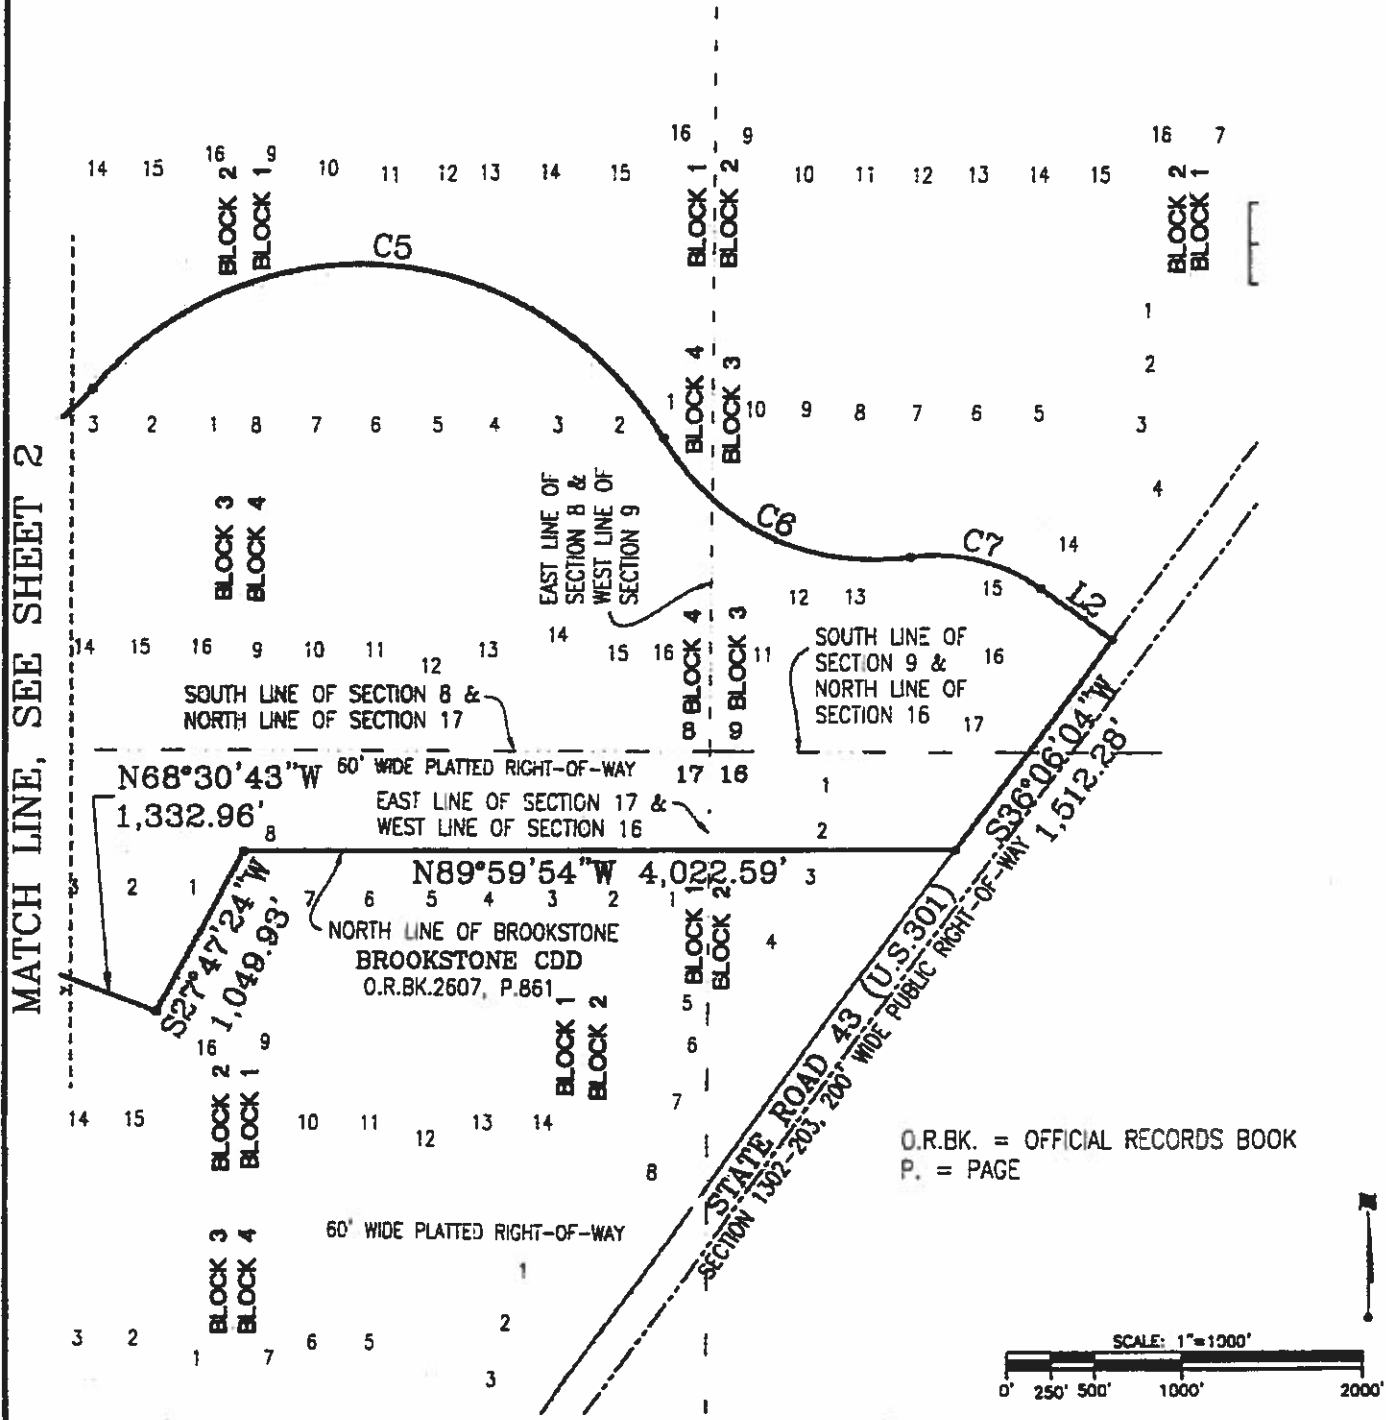 16 9 16 7
14 15 16 9 10 11 12 13 14 15 10 11 12 13 14 15
BLOCK 2
BLOCK 1
BLOCK 1
BLOCK 2
BLOCK 2
BLOCK 1
C5
1
2
BLOCK 4
BLOCK 3
3 2 1 8 7 6 5 4 3 2 1 10 9 8 7 6 5 3
4
MATCH LINE, SEE SHEET 2
BLOCK 3
BLOCK 4
EAST LINE OF
SECTION 8 &
WEST LINE OF
SECTION 9
C6
C7
14
L2
12 13 15
14 15 16 9 10 11 12 13 14 15 16 11 16
8 BLOCK 4
9 BLOCK 3
SOUTH LINE OF
SECTION 9 &
NORTH LINE OF
SECTION 16
17
SOUTH LINE OF SECTION 8 &
NORTH LINE OF SECTION 17
S36°06'04"W
1,512.28'
N68°30'43"W
1,332.96'
60' WIDE PLATTED RIGHT-OF-WAY
17 16
1
EAST LINE OF SECTION 17 &
WEST LINE OF SECTION 16
8 2
N89°59'54"W 4,022.59'
3 2 1 7 6 5 4 3 2 1 3
S27°47'24"W
1,049.93'
NORTH LINE OF BROOKSTONE
BROOKSTONE CDD
O.R.BK.2607, P.861
BLOCK 1
BLOCK 2
4
5
6
7
8
BLOCK 1
BLOCK 2
16 9
BLOCK 2
BLOCK 1
14 15 10 11 12 13 14
STATE ROAD 43 (U.S.301)
SECTION 1302-203, 200' WIDE PUBLIC RIGHT-OF-WAY
O.R.BK. = OFFICIAL RECORDS BOOK
P. = PAGE
60' WIDE PLATTED RIGHT-OF-WAY
BLOCK 3
BLOCK 4
1
2
3
3 2 1 7 6 5
N
SCALE: 1"=1000'
0' 250' 500' 1000' 2000'